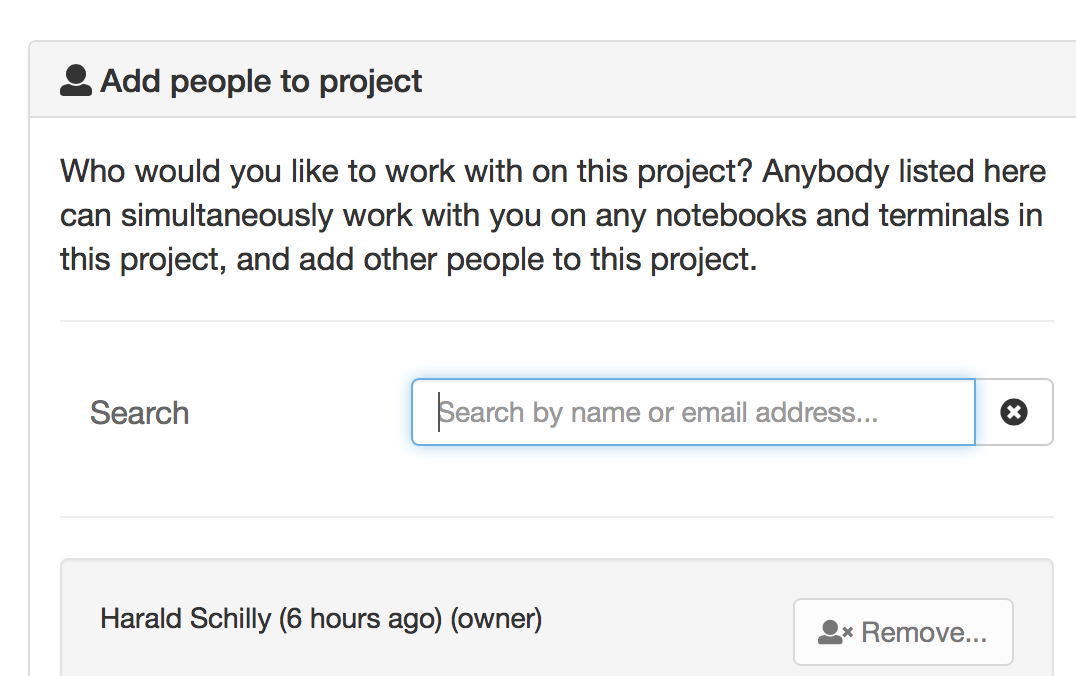 Add people to project
Who would you like to work with on this project? Anybody listed here
can simultaneously work with you on any notebooks and terminals in
this project, and add other people to this project.
Search
Search by name or email address...
Harald Schilly (6 hours ago) (owner)
Remove...